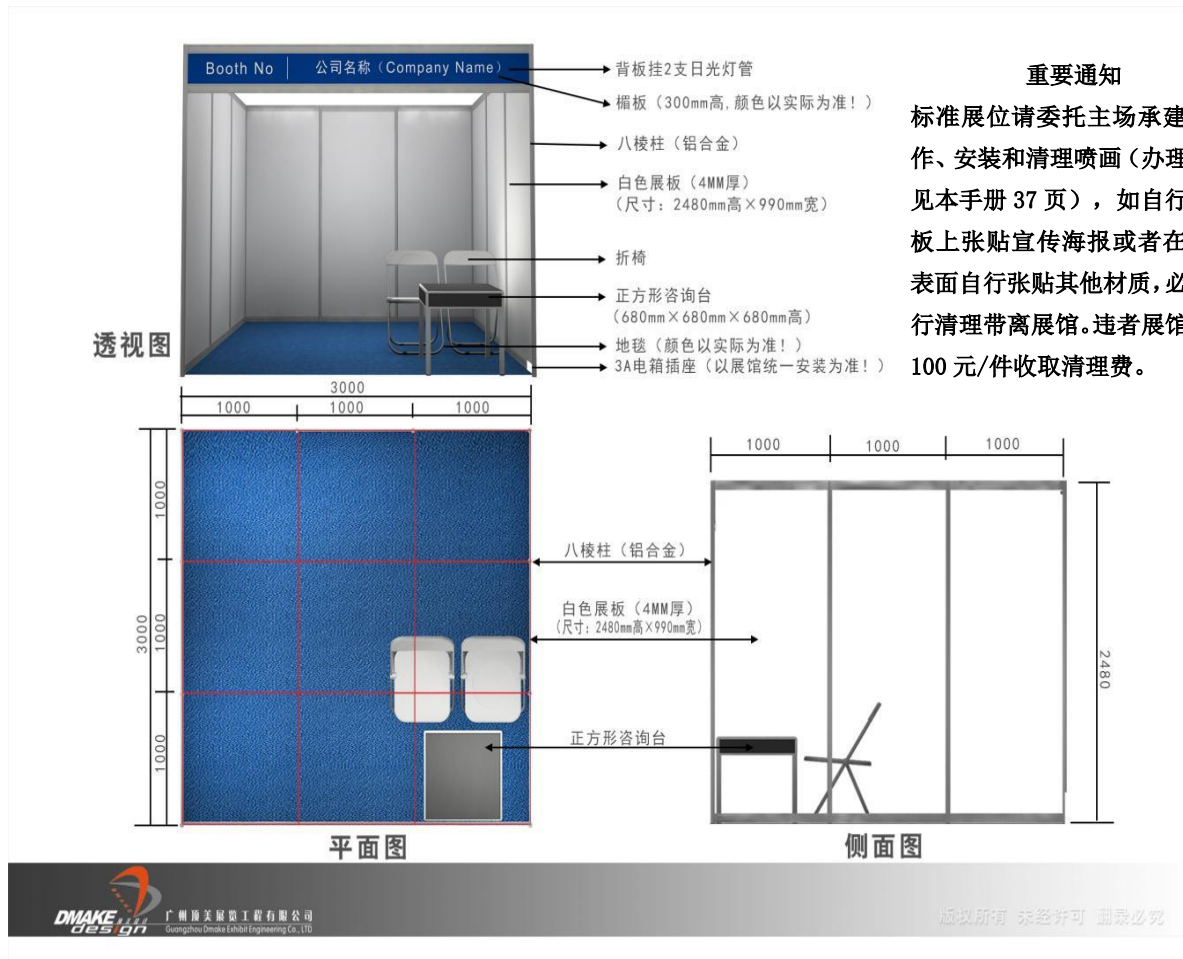 Booth No 公司名称（Company Name）
背板挂2支日光灯管
楣板（300mm高,颜色以实际为准！）
八棱柱（铝合金）
白色展板（4MM厚）
（尺寸：2480mm高×990mm宽）
折椅
正方形咨询台
（680mm×680mm×680mm高）
地毯（颜色以实际为准！）
3A电箱插座（以展馆统一安装为准！）
透视图
重要通知
标准展位请委托主场承建
作、安装和清理喷画（办理
见本手册 37 页），如自行
板上张贴宣传海报或者在
表面自行张贴其他材质，必
行清理带离展馆。违者展馆
100 元/件收取清理费。
3000
1000 1000 1000
3000
1000
1000
1000
平面图
八棱柱（铝合金）
白色展板（4MM厚）
（尺寸：2480mm高×990mm宽）
正方形咨询台
1000 1000 1000
2480
侧面图
DMAKE
design
广州顶美展览工程有限公司
Guangzhou Dmake Exhibit Engineering Co., LTD
版权所有 未经许可 翻录必究